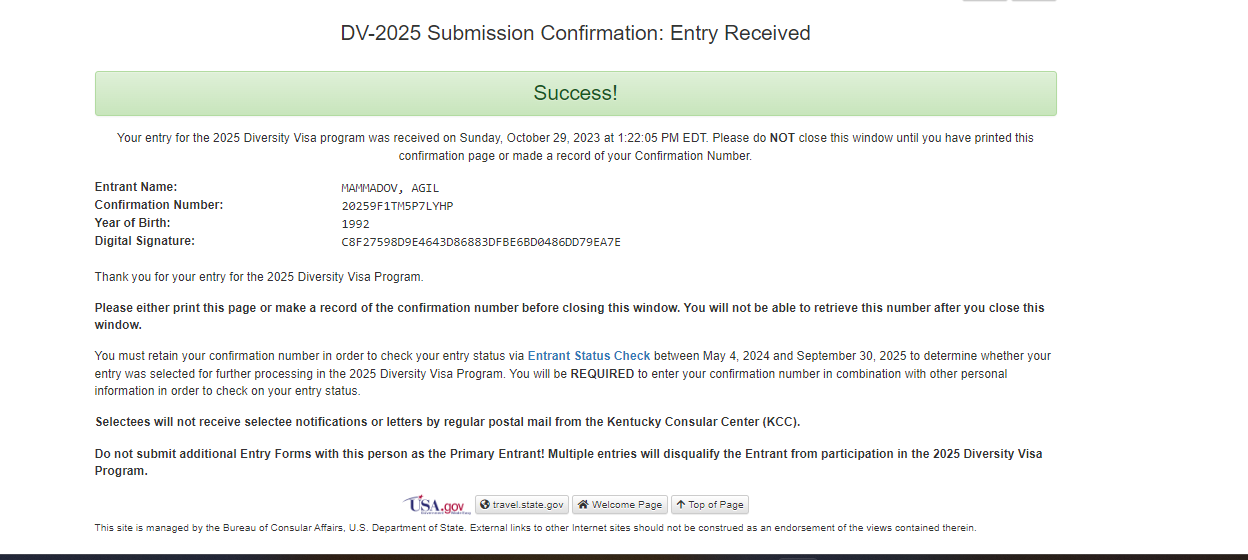 DV-2025 Submission Confirmation: Entry Received
Success!
Your entry for the 2025 Diversity Visa program was received on Sunday, October 29, 2023 at 1:22:05 PM EDT. Please do NOT close this window until you have printed this
confirmation page or made a record of your Confirmation Number.
Entrant Name: MAMMADOV, AGIL
Confirmation Number: 20259F1TM5P7LYHP
Year of Birth: 1992
Digital Signature: C8F27598D9E4643D86883DFBE6BD0486DD79EA7E
Thank you for your entry for the 2025 Diversity Visa Program.
Please either print this page or make a record of the confirmation number before closing this window. You will not be able to retrieve this number after you close this
window.
You must retain your confirmation number in order to check your entry status via Entrant Status Check between May 4, 2024 and September 30, 2025 to determine whether your
entry was selected for further processing in the 2025 Diversity Visa Program. You will be REQUIRED to enter your confirmation number in combination with other personal
information in order to check on your entry status.
Selectees will not receive selectee notifications or letters by regular postal mail from the Kentucky Consular Center (KCC).
Do not submit additional Entry Forms with this person as the Primary Entrant! Multiple entries will disqualify the Entrant from participation in the 2025 Diversity Visa
Program.
USA.gov travel.state.gov Welcome Page Top of Page
This site is managed by the Bureau of Consular Affairs, U.S. Department of State. External links to other Internet sites should not be construed as an endorsement of the views contained therein.